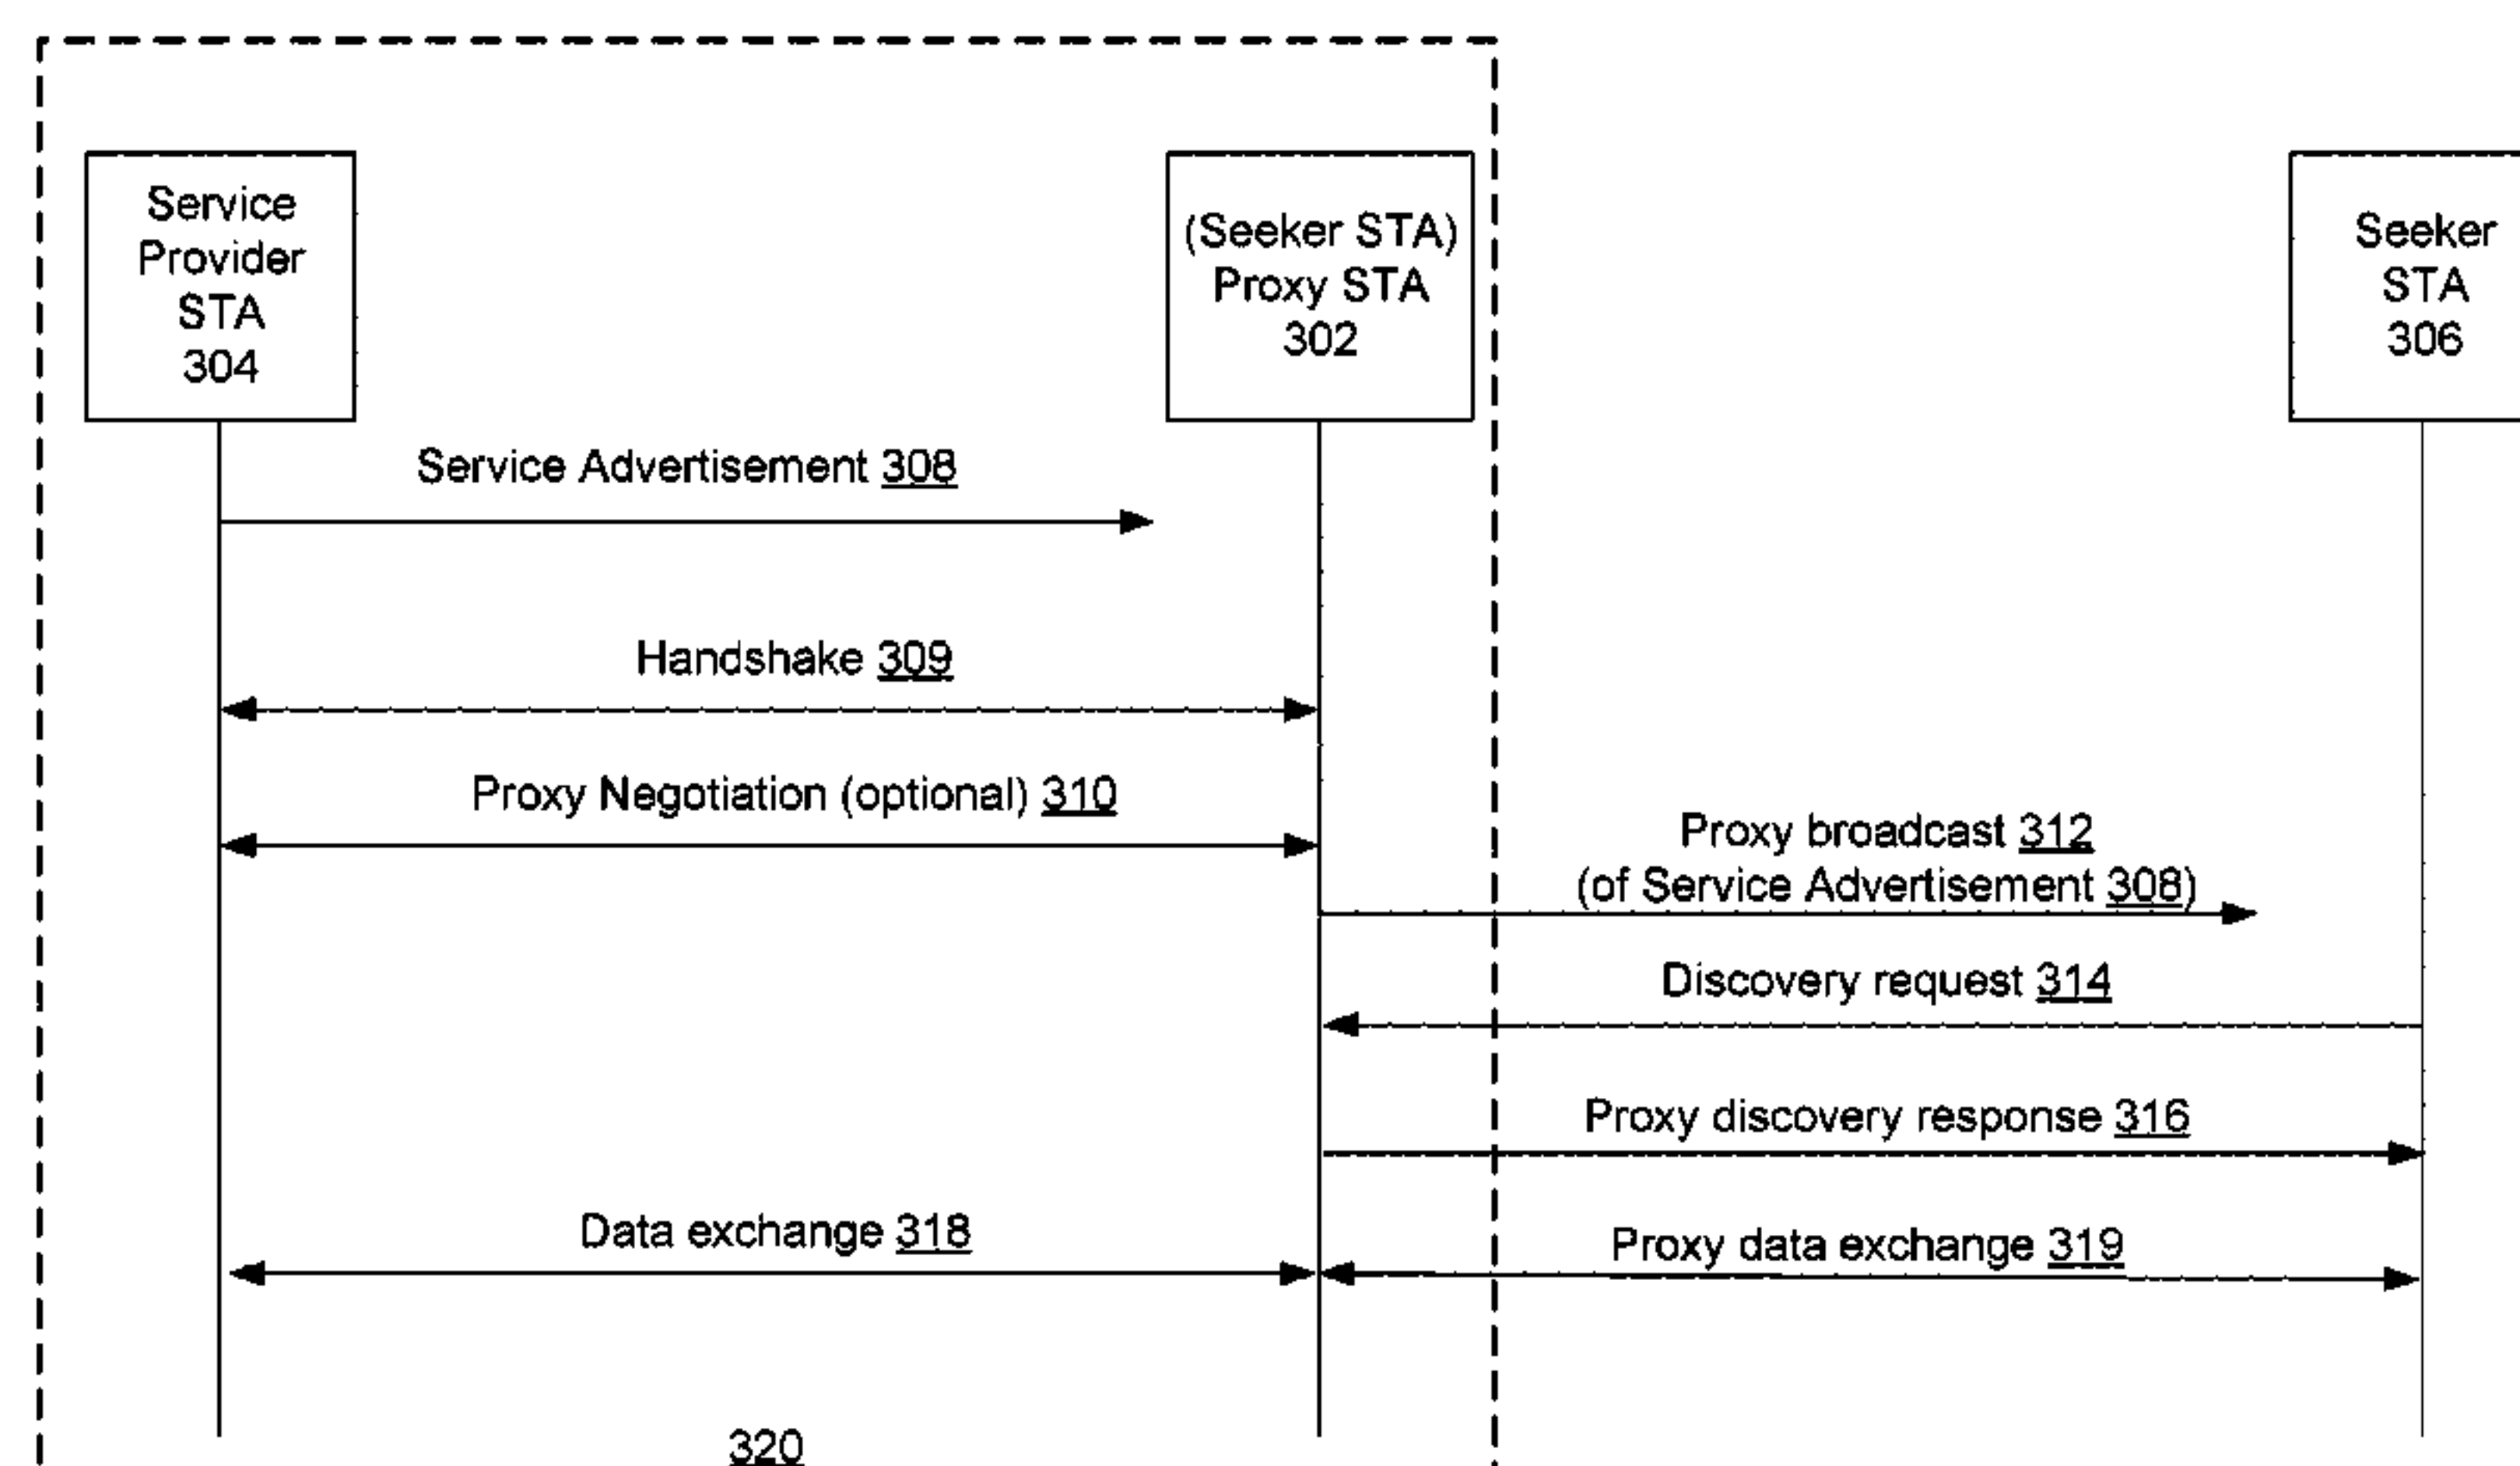 Service
Provider
STA
304
(Seeker STA)
Proxy STA
302
Seeker
STA
306
Service Advertisement 308
Handshake 309
Proxy Negotiation (optional) 310
Proxy broadcast 312
(of Service Advertisement 308)
Discovery request 314
Proxy discovery response 316
Data exchange 318
Proxy data exchange 319
320